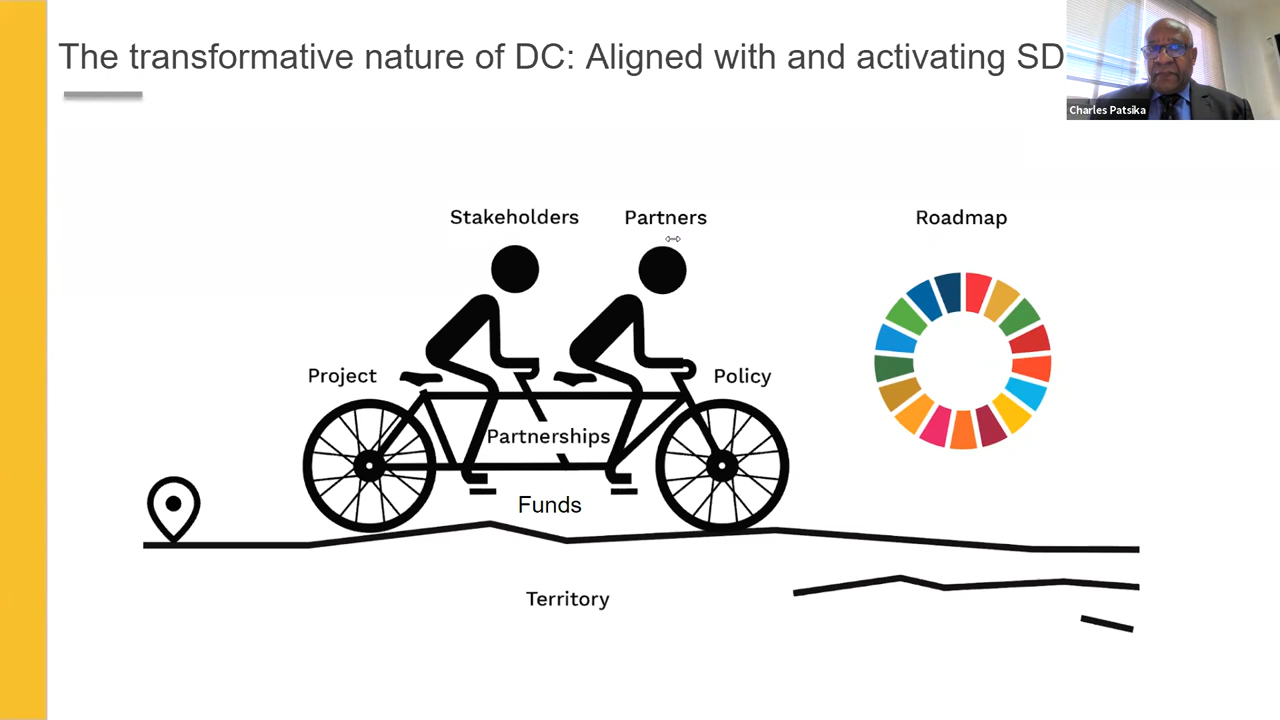 The transformative nature of DC: Aligned with and activating SD
Charles Patsika
Stakeholders
Partners
Roadmap
Project
Policy
Partnerships
Funds
Territory